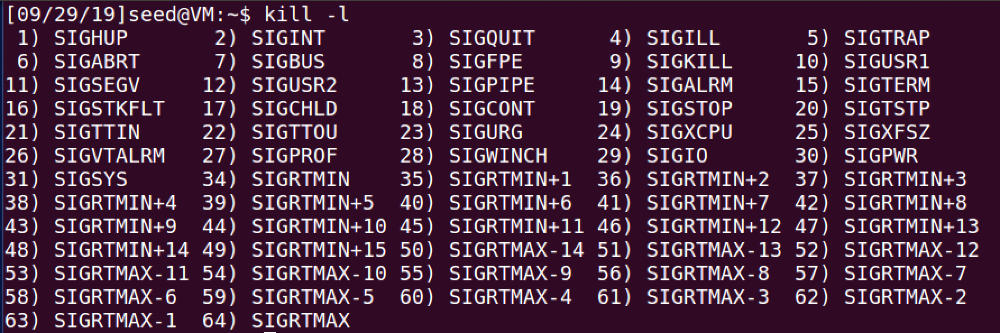 [09/29/19]seed@VM:~$ kill -l
 1) SIGHUP       2) SIGINT       3) SIGQUIT      4) SIGILL       5) SIGTRAP
 6) SIGABRT      7) SIGBUS       8) SIGFPE       9) SIGKILL     10) SIGUSR1
11) SIGSEGV     12) SIGUSR2     13) SIGPIPE     14) SIGALRM     15) SIGTERM
16) SIGSTKFLT   17) SIGCHLD     18) SIGCONT     19) SIGSTOP     20) SIGTSTP
21) SIGTTIN     22) SIGTTOU     23) SIGURG      24) SIGXCPU     25) SIGXFSZ
26) SIGVTALRM   27) SIGPROF     28) SIGWINCH    29) SIGIO       30) SIGPWR
31) SIGSYS      34) SIGRTMIN    35) SIGRTMIN+1  36) SIGRTMIN+2  37) SIGRTMIN+3
38) SIGRTMIN+4  39) SIGRTMIN+5  40) SIGRTMIN+6  41) SIGRTMIN+7  42) SIGRTMIN+8
43) SIGRTMIN+9  44) SIGRTMIN+10 45) SIGRTMIN+11 46) SIGRTMIN+12 47) SIGRTMIN+13
48) SIGRTMIN+14 49) SIGRTMIN+15 50) SIGRTMAX-14 51) SIGRTMAX-13 52) SIGRTMAX-12
53) SIGRTMAX-11 54) SIGRTMAX-10 55) SIGRTMAX-9  56) SIGRTMAX-8  57) SIGRTMAX-7
58) SIGRTMAX-6  59) SIGRTMAX-5  60) SIGRTMAX-4  61) SIGRTMAX-3  62) SIGRTMAX-2
63) SIGRTMAX-1  64) SIGRTMAX